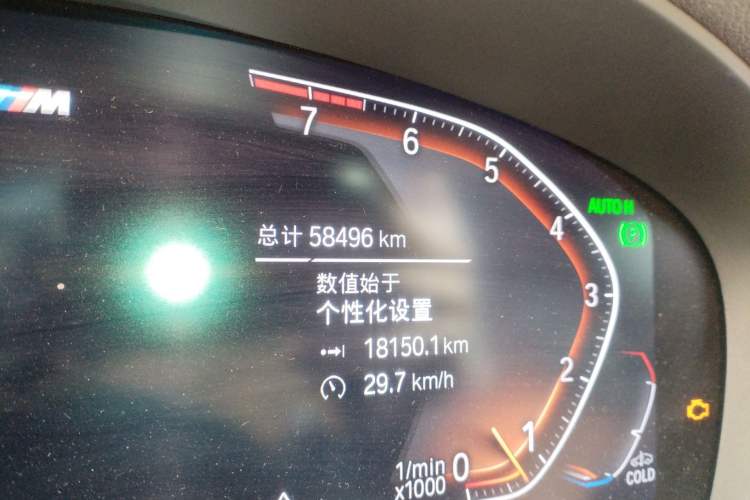 M
7
6
5
AUTO H
4
总计 58496 km
数值始于
3
个性化设置
18150.1 km
2
29.7 km/h
1
1/min
0
x1000
COLD